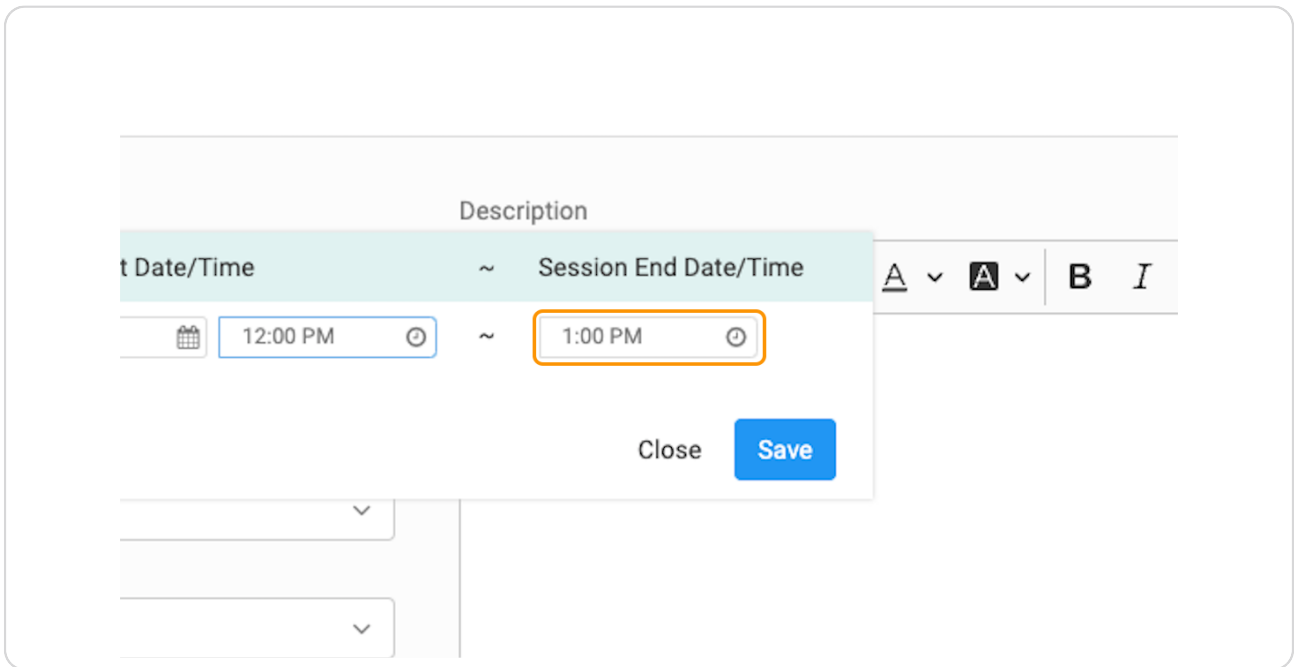 Description
t Date/Time ~ Session End Date/Time
A A B I
12:00 PM ~ 1:00 PM
Close Save